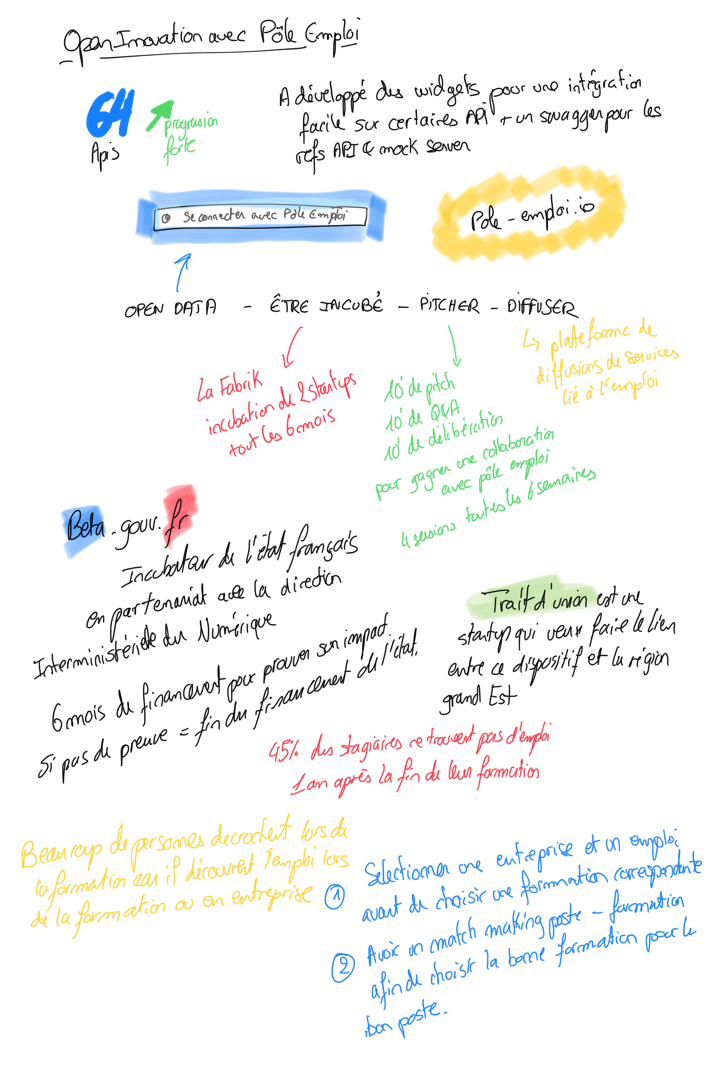 Open Inovation avec Pôle Emploi
64
Apis
progression
forte
A développé des widgets pour une intégration
facile sur certaines API + un swagger pour les
refs API & mock server
Se connecter avec Pôle Emploi
Pole-emploi.io
OPEN DATA - ÊTRE INCUBÉ - PITCHER - DIFFUSER
La Fabrik
incubation de 2 startups
tout les 6 mois
10' de pitch
10' de Q&A
10' de délibération
pour gagner une collaboration
avec pôle emploi
4 sessions toutes les 6 semaines
plateforme de
diffusions de services
lié à l'emploi
Beta.gouv.fr
Incubateur de l'état français
en partenariat avec la direction
Interministérielle du Numérique
6 mois de financement pour prouver son impact
Si pas de preuve = fin du financement de l'état.
Trait d'union est une
startup qui veux faire le lien
entre ce dispositif et la région
grand Est
45% des stagiaires ne trouvent pas d'emploi
1 an après la fin de leur formation
Beaucoup de personnes decrochent lors de
la formation car il découvrent l'emploi lors
de la formation ou en entreprise
1 Selectionner une entreprise et un emploi
avant de choisir une formation correspondante
2 Avoir un match making poste - formation
afin de choisir la bonne formation pour le
bon poste.